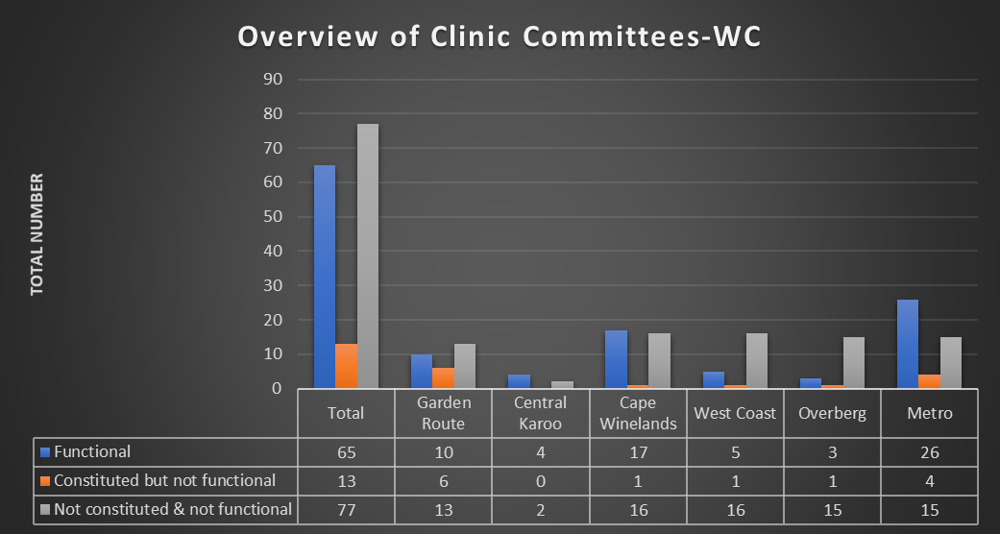 Overview of Clinic Committees-WC
TOTAL NUMBER
90
80
70
60
50
40
30
20
10
0
Total Garden Route Central Karoo Cape Winelands West Coast Overberg Metro
Functional 65 10 4 17 5 3 26
Constituted but not functional 13 6 0 1 1 1 4
Not constituted & not functional 77 13 2 16 16 15 15